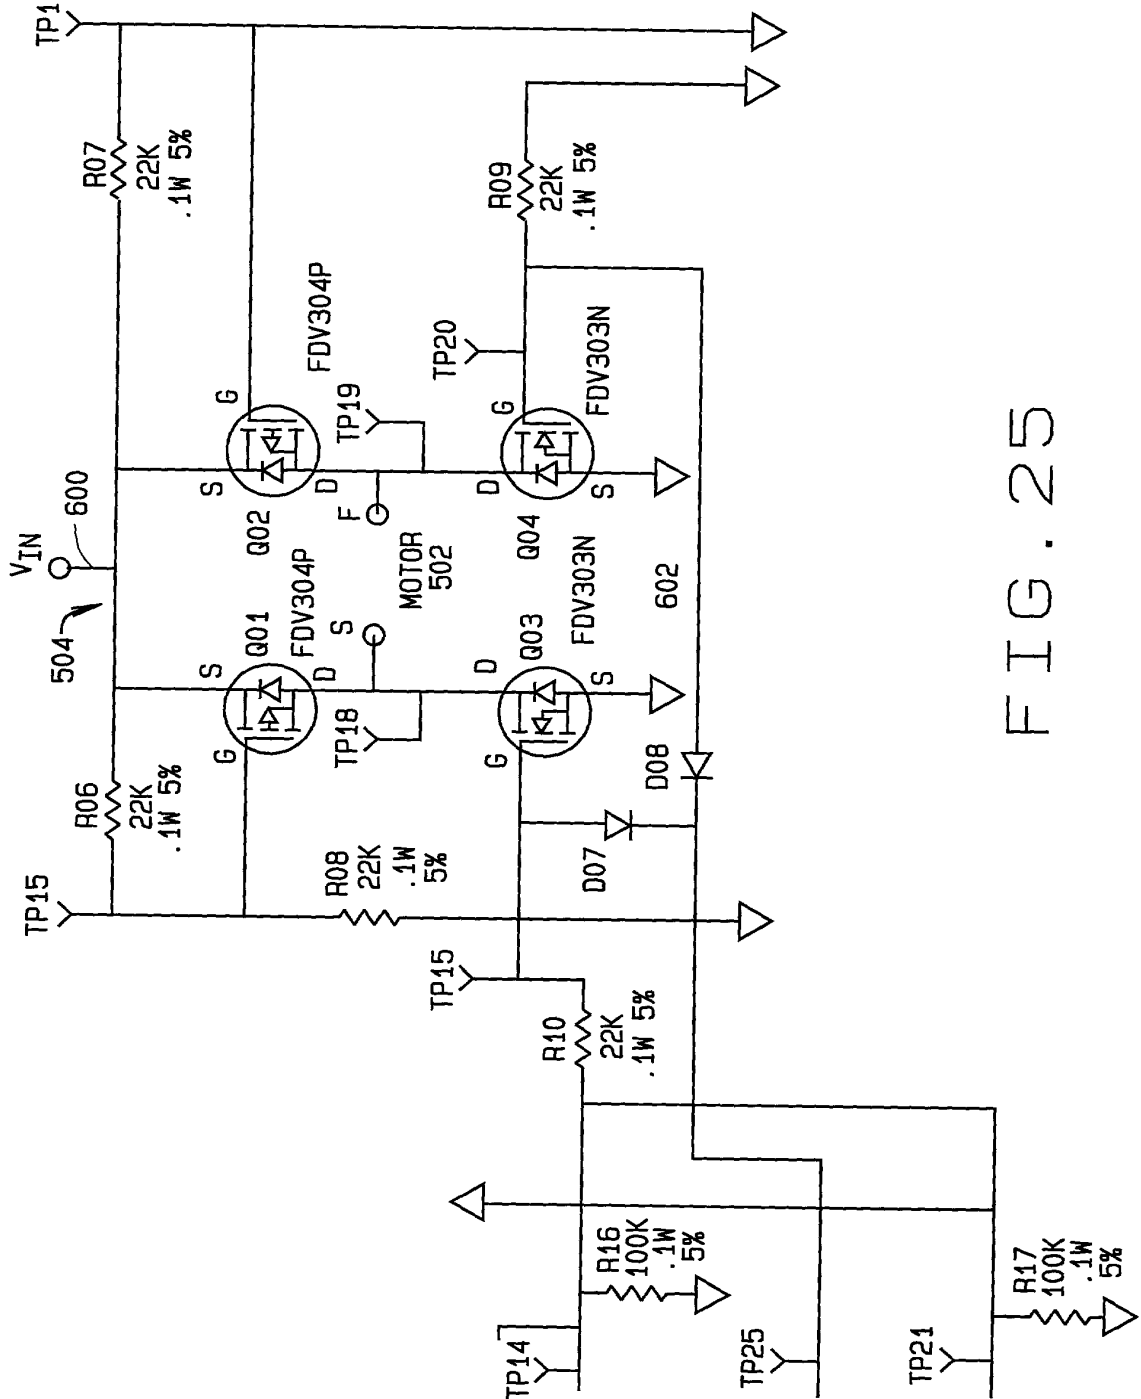 TP1
R07
22K
.1W 5%
R09
22K
.1W 5%
VIN
600
504
G
FDV304P
S
Q02
D
TP19
F
TP20
G
FDV303N
D
Q04
S
MOTOR
502
S
Q01
FDV304P
D
S
G
TP18
D
Q03
FDV303N
S
G
602
R06
22K
.1W 5%
TP15
R08
22K
.1W
5%
D07
D08
TP15
R10
22K
.1W 5%
R16
100K
.1W
5%
TP14
TP25
TP21
R17
100K
.1W
5%
FIG.25